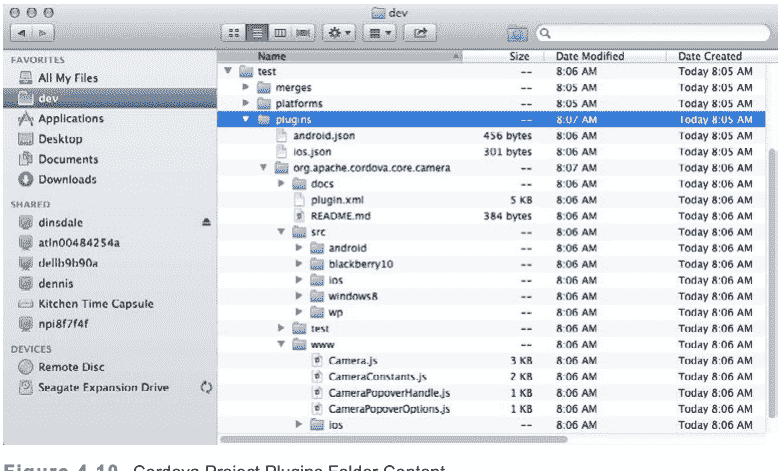 dev
FAVORITES
All My Files
dev
Applications
Desktop
Documents
Downloads
SHARED
dinsdale
atln00484254a
dellb9b90a
dennis
Kitchen Time Capsule
npi8f7f4f
DEVICES
Remote Disc
Seagate Expansion Drive
Name Size Date Modified Date Created
test -- 8:06 AM Today 8:05 AM
merges -- 8:05 AM Today 8:05 AM
platforms -- 8:05 AM Today 8:05 AM
plugins -- 8:07 AM Today 8:05 AM
android.json 456 bytes 8:06 AM Today 8:05 AM
ios.json 301 bytes 8:06 AM Today 8:05 AM
org.apache.cordova.core.camera -- 8:07 AM Today 8:06 AM
docs -- 8:06 AM Today 8:06 AM
plugin.xml 5 KB 8:06 AM Today 8:06 AM
README.md 384 bytes 8:06 AM Today 8:06 AM
src -- 8:06 AM Today 8:06 AM
android -- 8:06 AM Today 8:06 AM
blackberry10 -- 8:06 AM Today 8:06 AM
ios -- 8:06 AM Today 8:06 AM
windows8 -- 8:06 AM Today 8:06 AM
wp -- 8:06 AM Today 8:06 AM
test -- 8:06 AM Today 8:06 AM
www -- 8:06 AM Today 8:06 AM
Camera.js 3 KB 8:06 AM Today 8:06 AM
CameraConstants.js 2 KB 8:06 AM Today 8:06 AM
CameraPopoverHandle.js 1 KB 8:06 AM Today 8:06 AM
CameraPopoverOptions.js 1 KB 8:06 AM Today 8:06 AM
ios -- 8:06 AM Today 8:06 AM
Figure 4.10 Cordova Project Plugins Folder Content